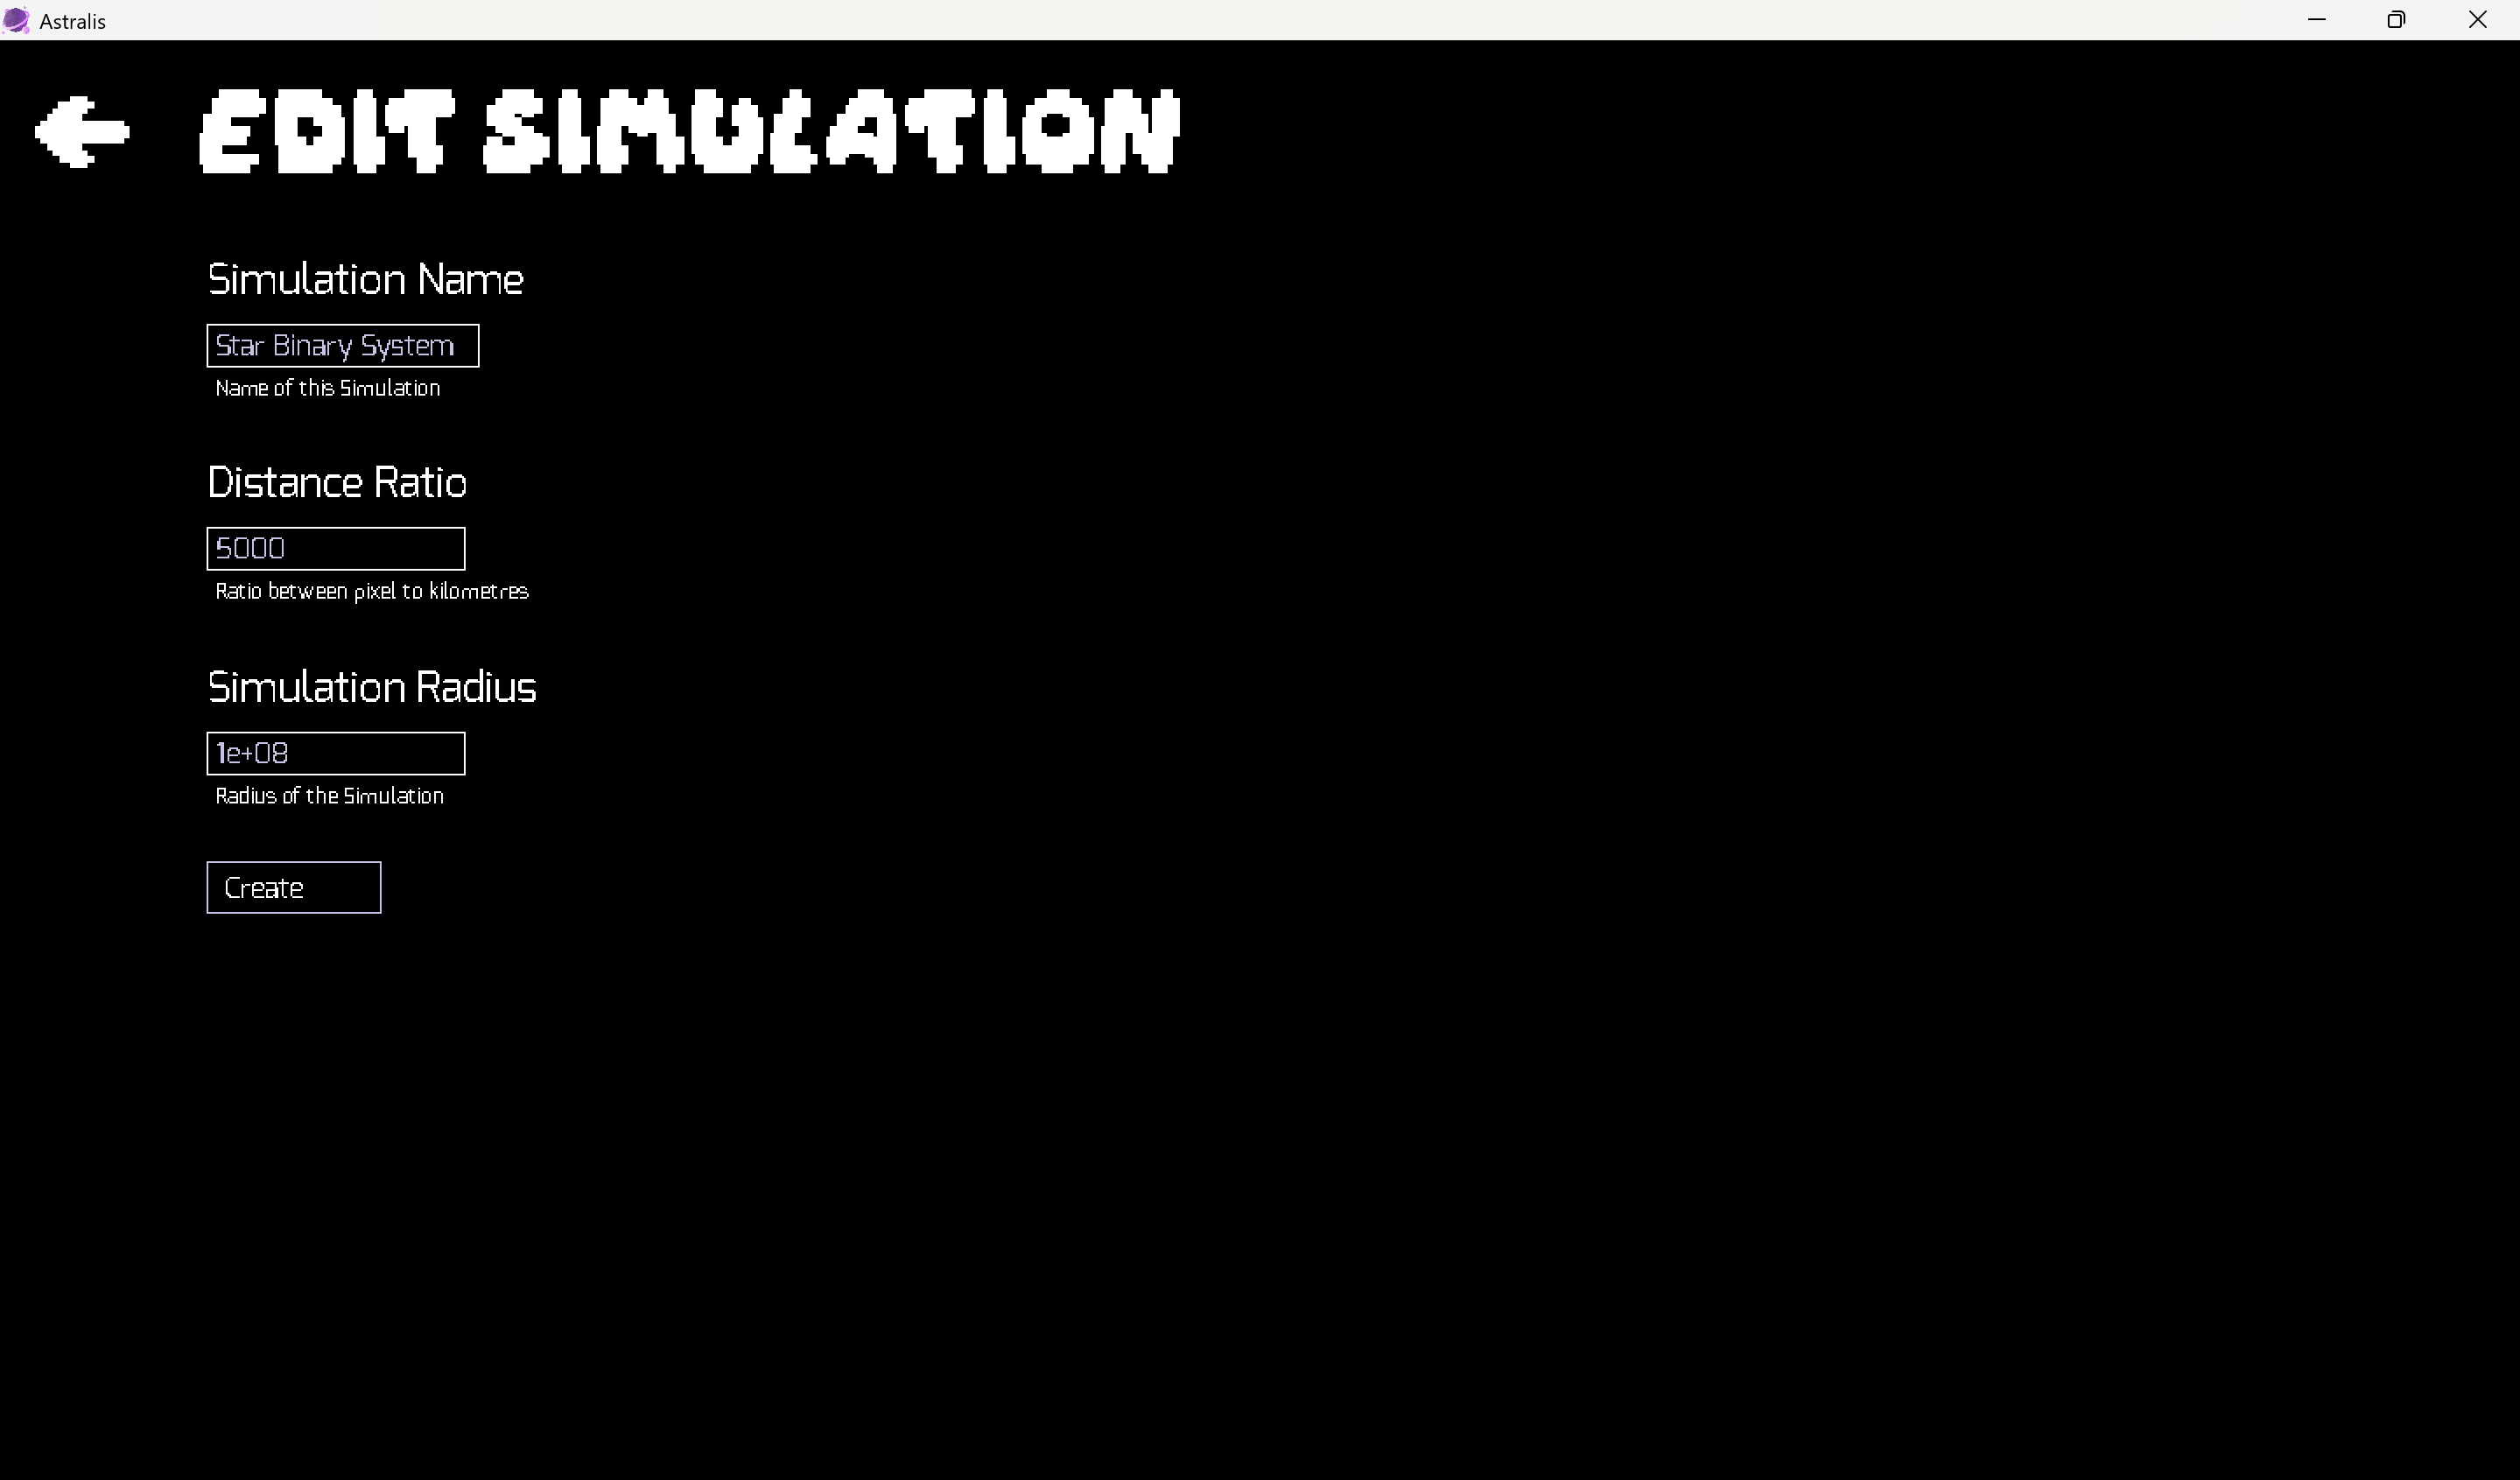 Astralis
EDIT SIMULATION
Simulation Name
Star Binary System
Name of this Simulation
Distance Ratio
5000
Ratio between pixel to kilometres
Simulation Radius
1e+08
Radius of the Simulation
Create